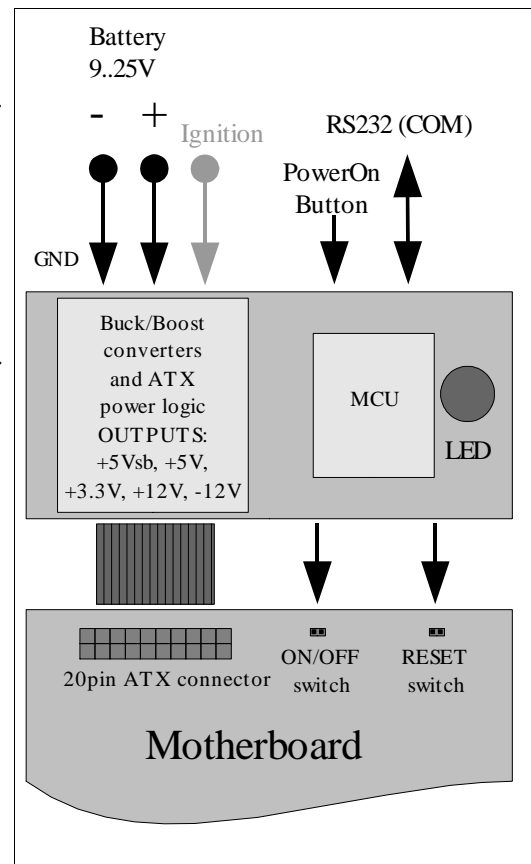 Battery
9..25V
- +
Ignition
RS232 (COM)
PowerOn
Button
GND
Buck/Boost
converters
and ATX
power logic
OUTPUTS:
+5Vsb, +5V,
+3.3V, +12V, -12V
MCU
LED
20pin ATX connector
ON/OFF
switch
RESET
switch
Motherboard